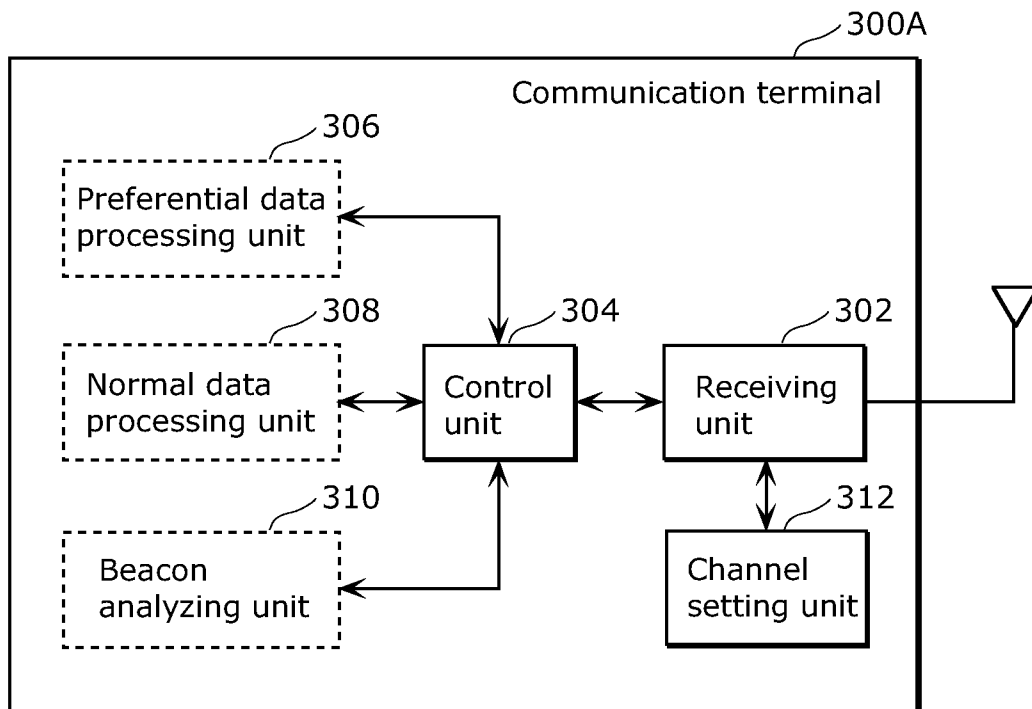 300A
Communication terminal
306
Preferential data
processing unit
308
Normal data
processing unit
304
Control
unit
302
Receiving
unit
310
Beacon
analyzing unit
312
Channel
setting unit